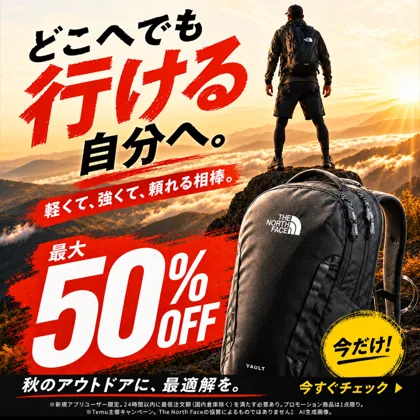 どこへでも
行ける
自分へ。
軽くて、強くて、頼れる相棒。
最大
50%
OFF
THE
NORTH
FACE
VAULT
今だけ!
秋のアウトドアに、最適解を。
今すぐチェック
※新規アプリユーザー限定。24時間以内に最低注文額(国内倉庫除く)を満たす必要あり。プロモーション商品は1点限り。
※Temu主催キャンペーン。The North Faceの協賛によるものではありません AI生成画像。